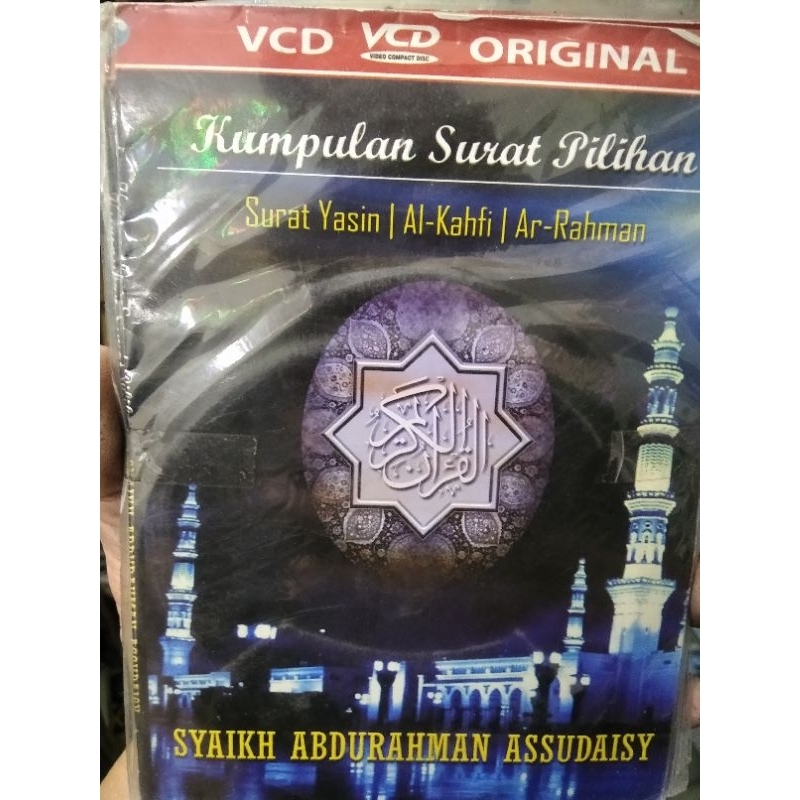 VCD VCD ORIGINAL
VIDEO COMPACT DISC
Kumpulan Surat Pilihan
Surat Yasin | Al-Kahfi | Ar-Rahman
القرآن الكريم
SYAIKH ABDURAHMAN ASSUDAISY